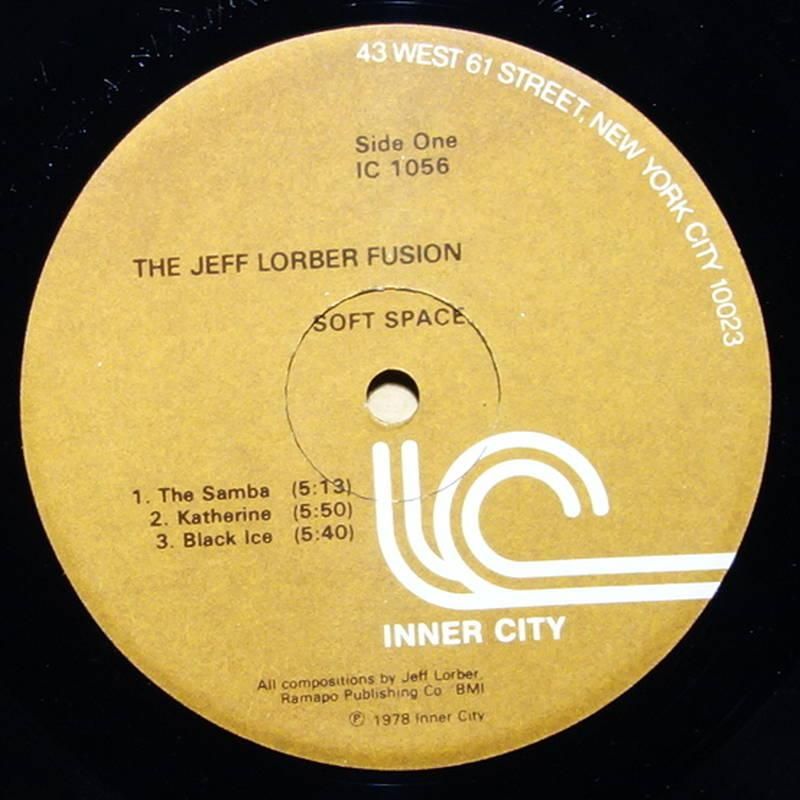 43 WEST 61 STREET, NEW YORK CITY 10023
Side One
IC 1056
THE JEFF LORBER FUSION
SOFT SPACE
1. The Samba (5:13)
2. Katherine (5:50)
3. Black Ice (5:40)
IC
INNER CITY
All compositions by Jeff Lorber,
Ramapo Publishing Co BMI
℗ 1978 Inner City